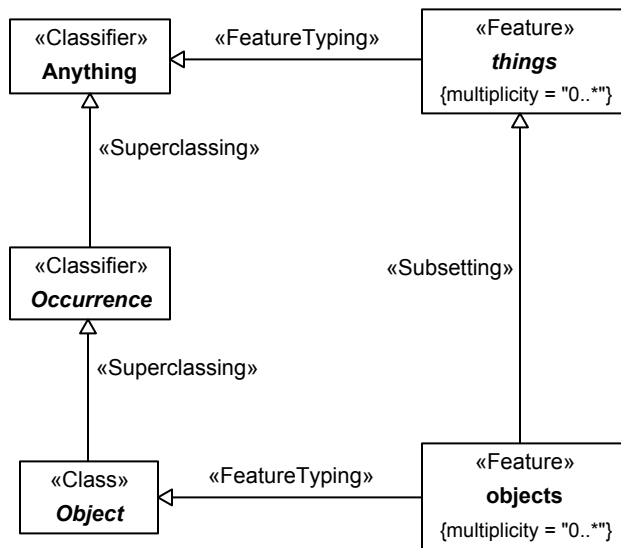 «Classifier»
Anything
«FeatureTyping»
«Feature»
things
{multiplicity = "0..*"}
«Superclassing»
«Classifier»
Occurrence
«Subsetting»
«Superclassing»
«Class»
Object
«FeatureTyping»
«Feature»
objects
{multiplicity = "0..*"}